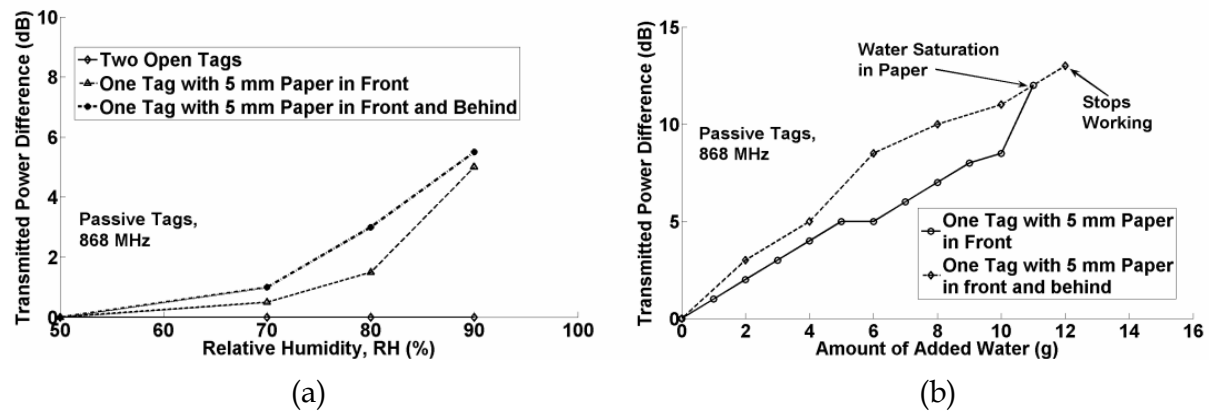 Transmitted Power Difference (dB)
10
8
6
4
2
0
50
60
70
80
90
100
Relative Humidity, RH (%)
Two Open Tags
One Tag with 5 mm Paper in Front
One Tag with 5 mm Paper in Front and Behind
Passive Tags,
868 MHz
(a)
Transmitted Power Difference (dB)
15
10
5
0
0
2
4
6
8
10
12
14
16
Amount of Added Water (g)
Water Saturation
in Paper
Stops
Working
Passive Tags,
868 MHz
One Tag with 5 mm Paper
in Front
One Tag with 5 mm Paper
in front and behind
(b)